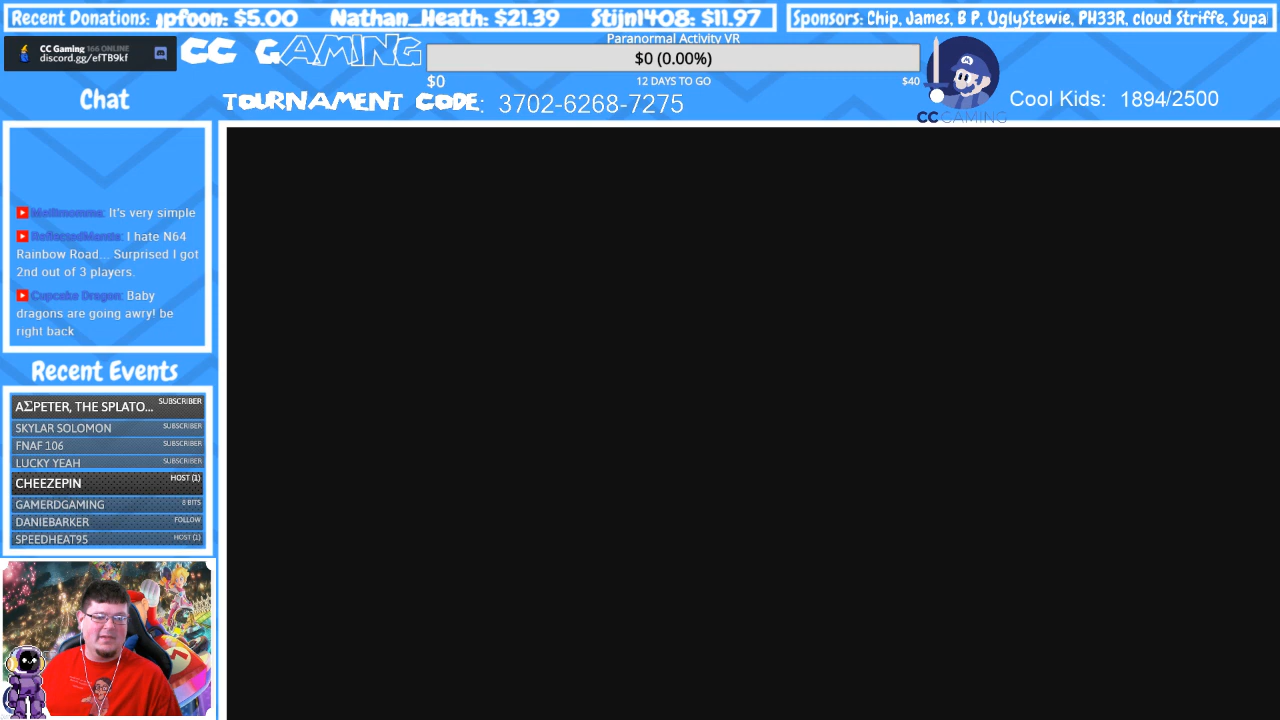 Recent Donations: jpfoon: $5.00 Nathan_Heath: $21.39 Stijn1408: $11.97
Sponsors: Chip, James, B P, UglyStewie, PH33R, cloud Striffe, Supa
CC Gaming 166 ONLINE
discord.gg/efTB9kf
CC GAMING
Paranormal Activity VR
$0 (0.00%)
$0 12 DAYS TO GO $40
Chat
TOURNAMENT CODE: 3702-6268-7275
CC GAMING
Cool Kids: 1894/2500
It's very simple
I hate N64
Rainbow Road... Surprised I got
2nd out of 3 players.
Cupcake Dragon: Baby
dragons are going awry! be
right back
Recent Events
AΣPETER, THE SPLATO... SUBSCRIBER
SKYLAR SOLOMON SUBSCRIBER
FNAF 106 SUBSCRIBER
LUCKY YEAH SUBSCRIBER
CHEEZEPIN HOST (1)
GAMERDGAMING 6 BITS
DANIEBARKER FOLLOW
SPEEDHEAT95 HOST (1)